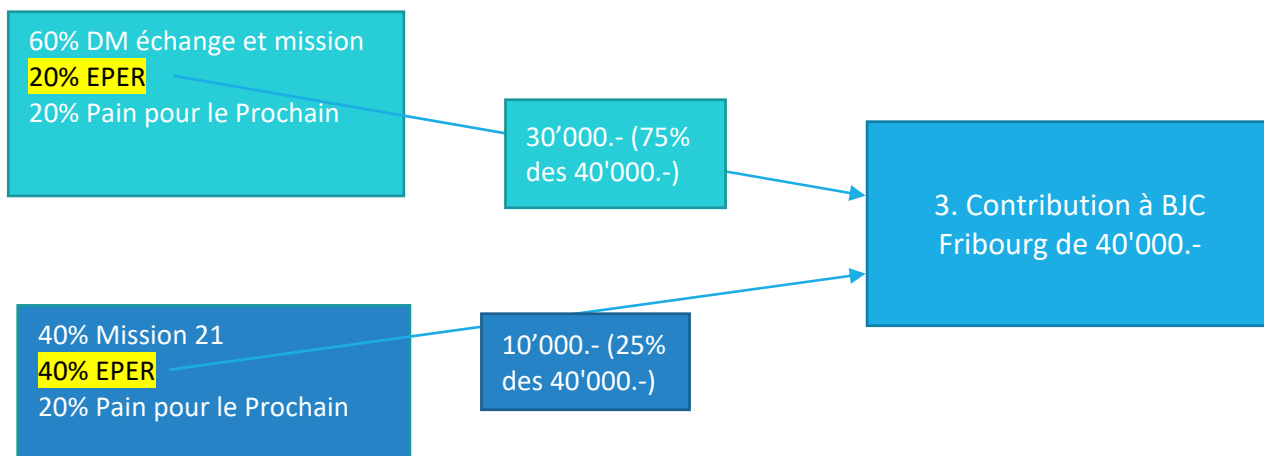 60% DM échange et mission
20% EPER
20% Pain pour le Prochain
30’000.- (75%
des 40'000.-)
3. Contribution à BJC
Fribourg de 40'000.-
40% Mission 21
40% EPER
20% Pain pour le Prochain
10’000.- (25%
des 40'000.-)